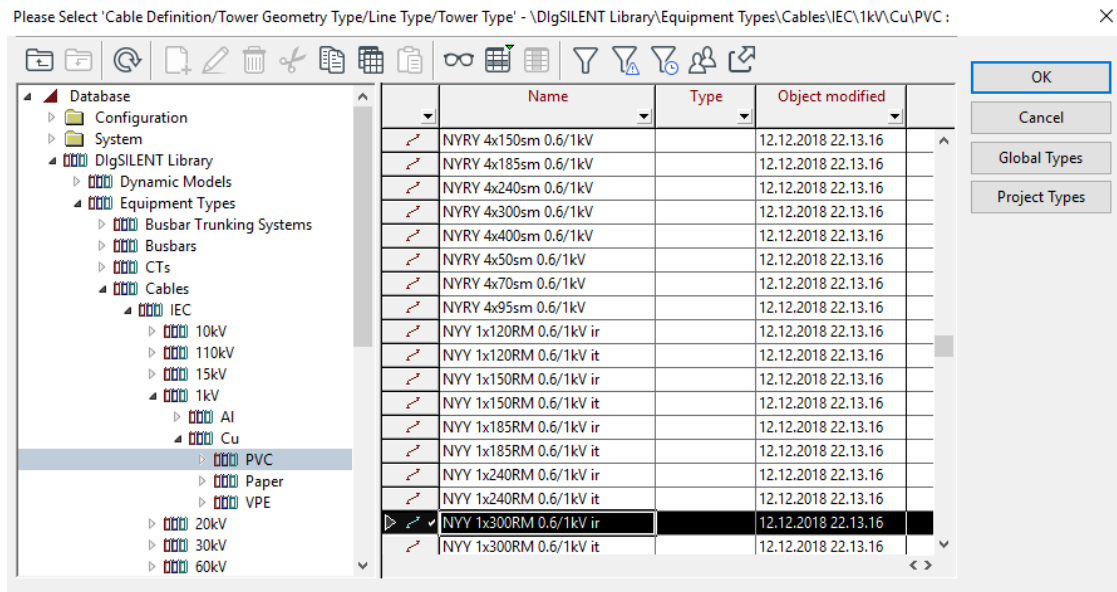 Please Select 'Cable Definition/Tower Geometry Type/Line Type/Tower Type' - \DIgSILENT Library\Equipment Types\Cables\IEC\1kV\Cu\PVC :
Database
Configuration
System
DIgSILENT Library
Dynamic Models
Equipment Types
Busbar Trunking Systems
Busbars
CTs
Cables
IEC
10kV
110kV
15kV
1kV
Al
Cu
PVC
Paper
VPE
20kV
30kV
60kV
Name Type Object modified
NYRY 4x150sm 0.6/1kV 12.12.2018 22.13.16
NYRY 4x185sm 0.6/1kV 12.12.2018 22.13.16
NYRY 4x240sm 0.6/1kV 12.12.2018 22.13.16
NYRY 4x300sm 0.6/1kV 12.12.2018 22.13.16
NYRY 4x400sm 0.6/1kV 12.12.2018 22.13.16
NYRY 4x50sm 0.6/1kV 12.12.2018 22.13.16
NYRY 4x70sm 0.6/1kV 12.12.2018 22.13.16
NYRY 4x95sm 0.6/1kV 12.12.2018 22.13.16
NYY 1x120RM 0.6/1kV ir 12.12.2018 22.13.16
NYY 1x120RM 0.6/1kV it 12.12.2018 22.13.16
NYY 1x150RM 0.6/1kV ir 12.12.2018 22.13.16
NYY 1x150RM 0.6/1kV it 12.12.2018 22.13.16
NYY 1x185RM 0.6/1kV ir 12.12.2018 22.13.16
NYY 1x185RM 0.6/1kV it 12.12.2018 22.13.16
NYY 1x240RM 0.6/1kV ir 12.12.2018 22.13.16
NYY 1x240RM 0.6/1kV it 12.12.2018 22.13.16
NYY 1x300RM 0.6/1kV ir 12.12.2018 22.13.16
NYY 1x300RM 0.6/1kV it 12.12.2018 22.13.16
OK
Cancel
Global Types
Project Types